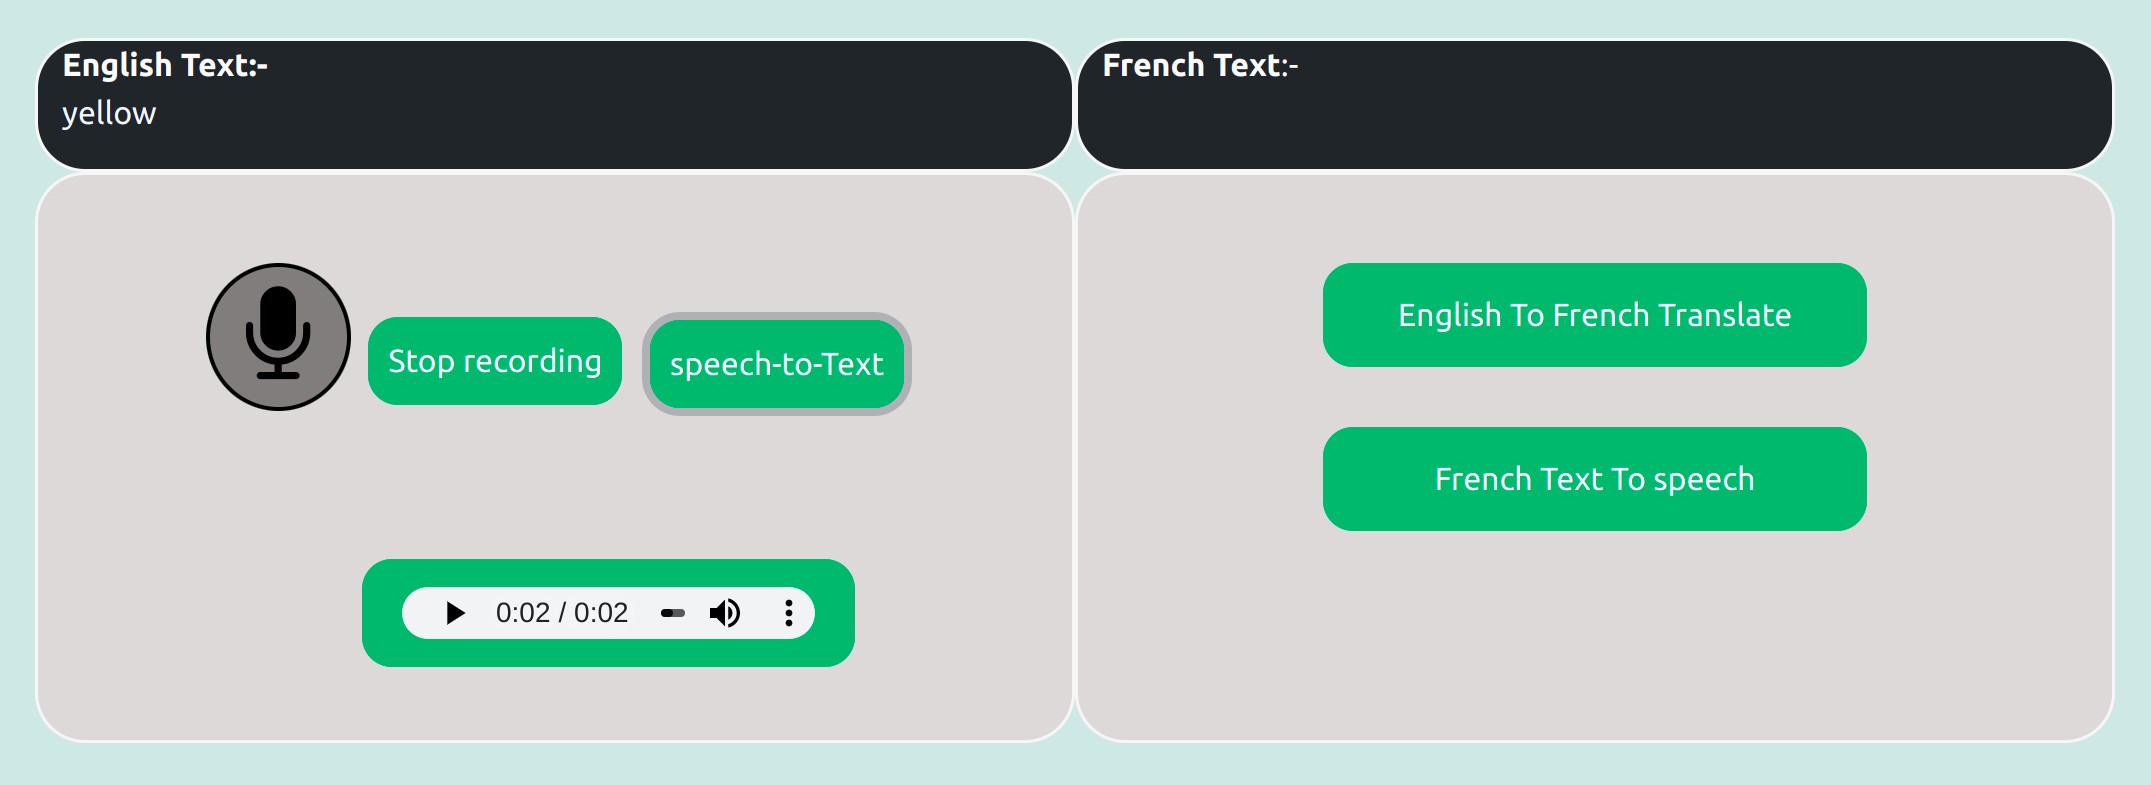 English Text:-
yellow
French Text:-
Stop recording
speech-to-Text
0:02 / 0:02
English To French Translate
French Text To speech